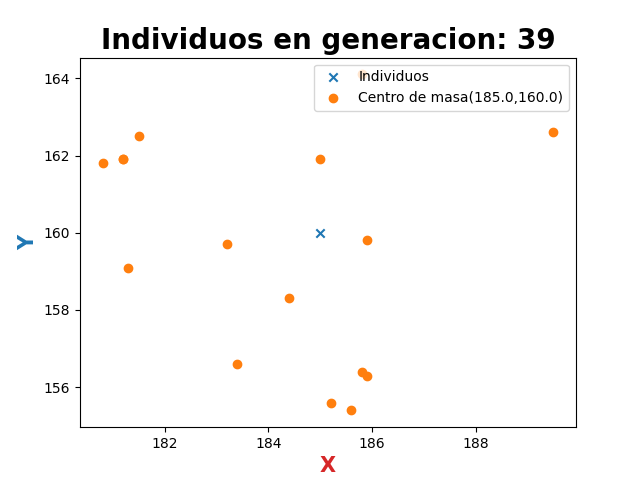 Individuos en generacion: 39
Individuos
Centro de masa(185.0,160.0)
164
162
160
158
156
Y
182 184 186 188
X